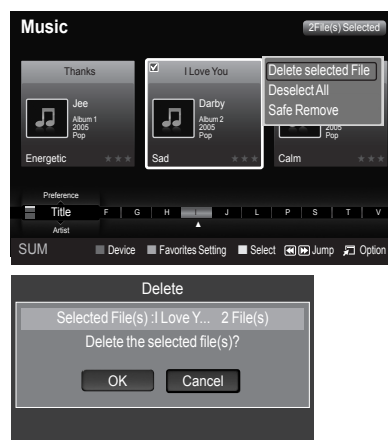 Music
2File(s) Selected
Thanks
I Love You
Delete selected File
Deselect All
Safe Remove
Jee
Album 1
2005
Pop
Darby
Album 2
2005
Pop
2005
Pop
Energetic
Sad
Calm
Preference
Title
F G H I J L P S T V
Artist
SUM
Device
Favorites Setting
Select
Jump
Option
Delete
Selected File(s) :I Love Y... 2 File(s)
Delete the selected file(s)?
OK
Cancel